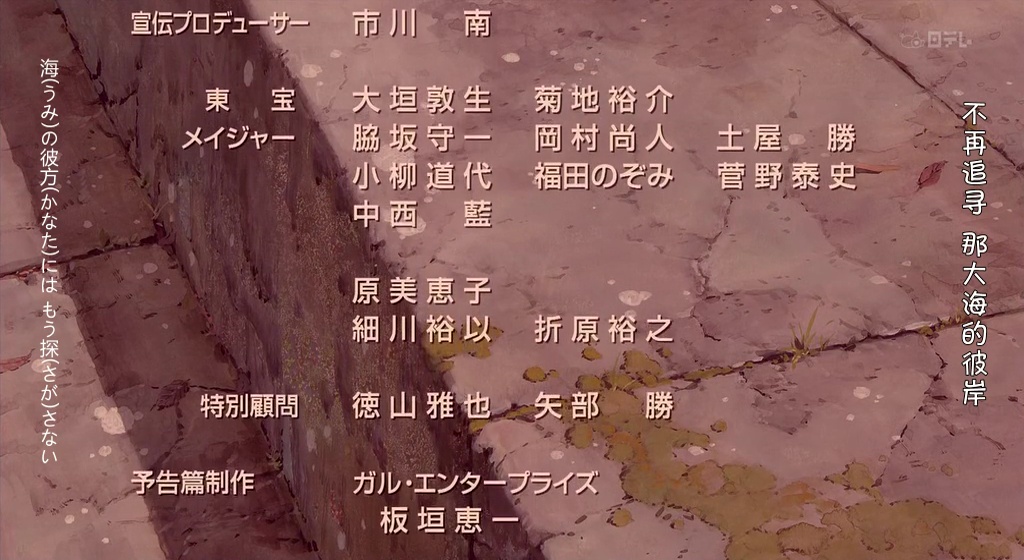 宣伝プロデューサー 市川 南
東 宝 大垣敦生 菊地裕介
メイジャー 脇坂守一 岡村尚人 土屋 勝
小柳道代 福田のぞみ 菅野泰史
中西 藍
原美恵子
細川裕以 折原裕之
特別顧問 徳山雅也 矢部 勝
予告篇制作 ガル・エンタープライズ
板垣恵一
海(うみ)の彼方(かなた)には もう探(さが)さない
不再追寻 那大海的彼岸
日テレ